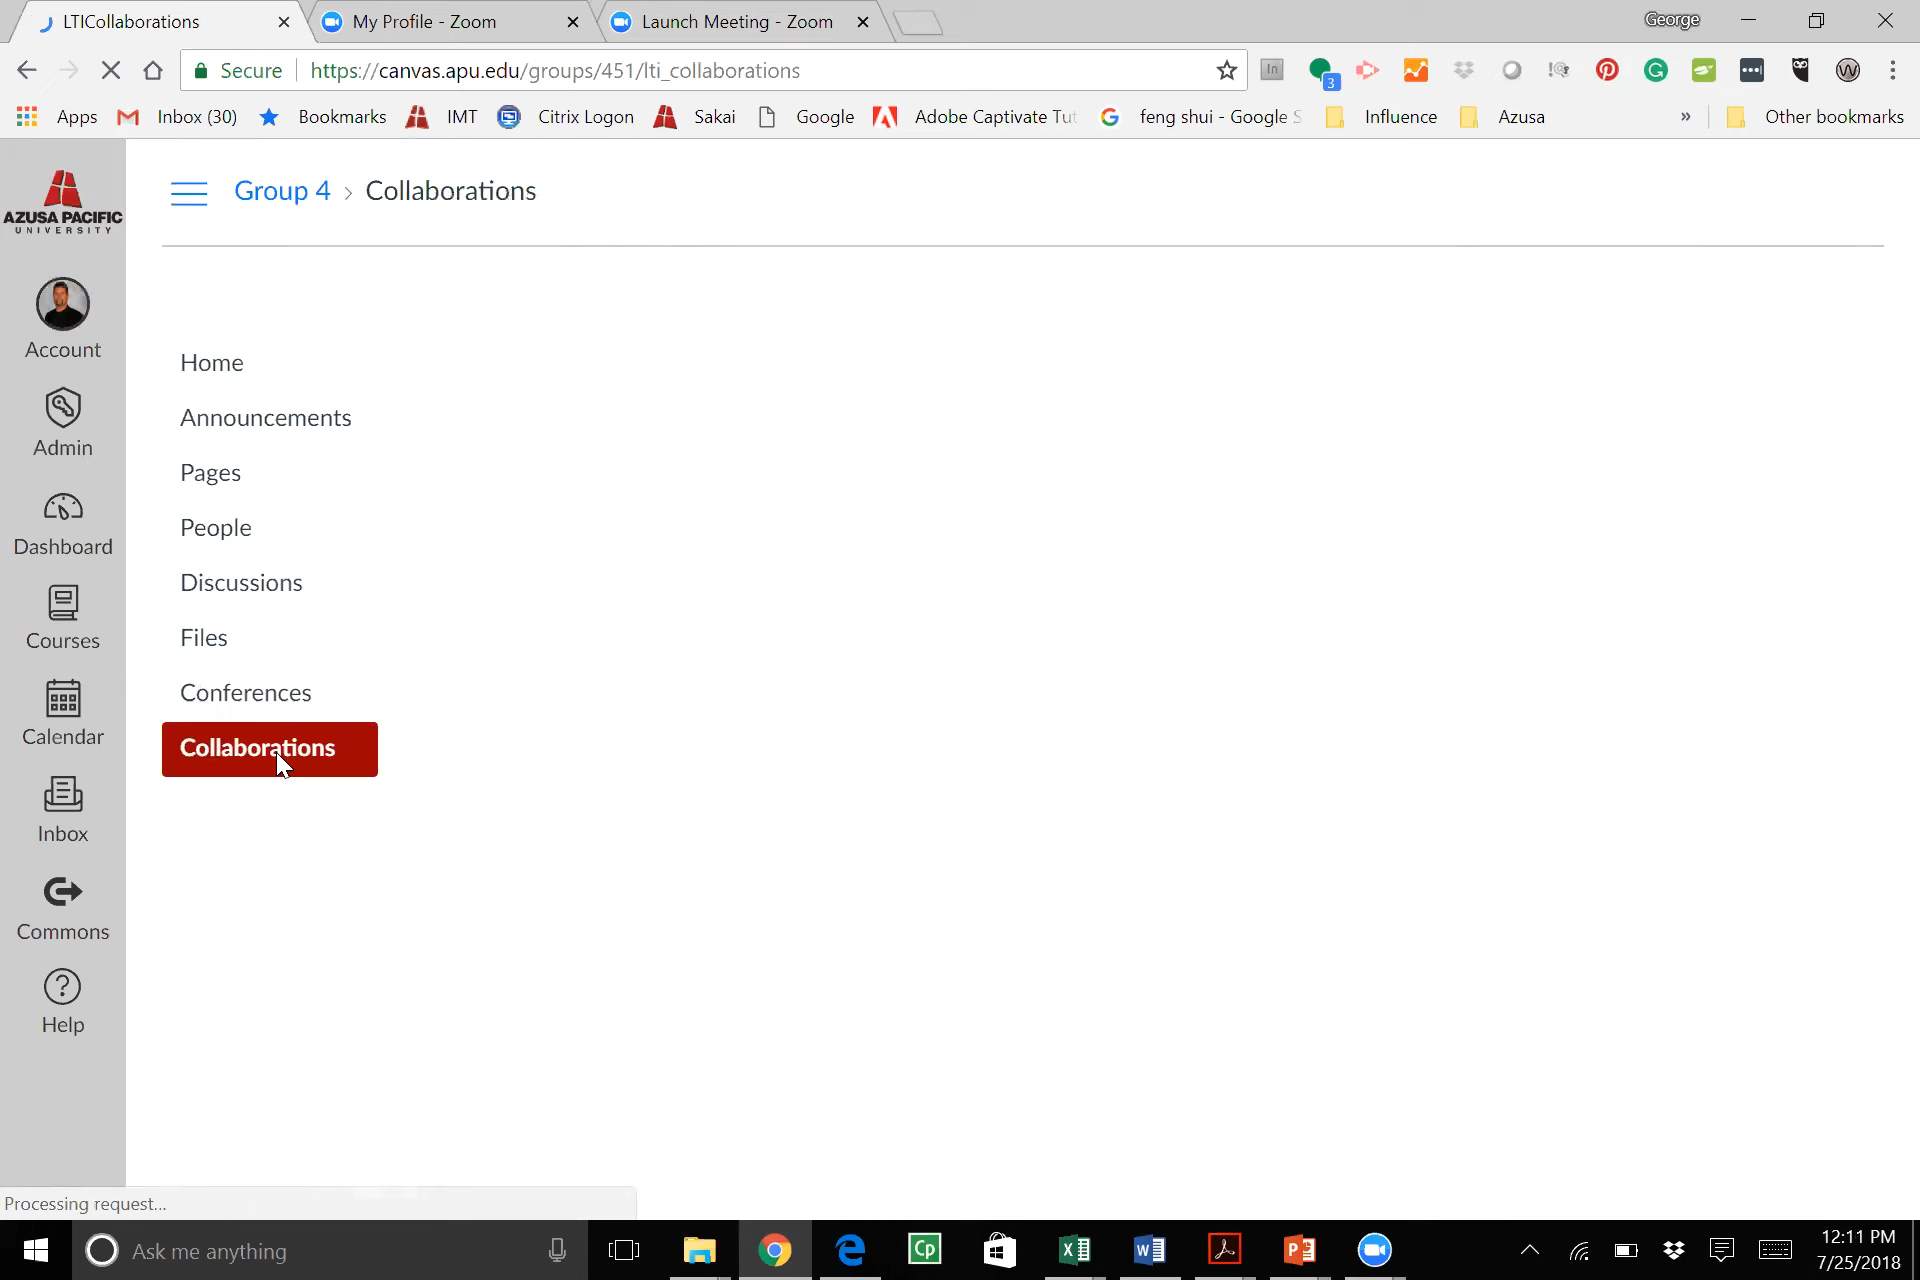 LTICollaborations
My Profile - Zoom
Launch Meeting - Zoom
George
Secure
https://canvas.apu.edu/groups/451/lti_collaborations
In
3
Apps
Inbox (30)
Bookmarks
IMT
Citrix Logon
Sakai
Google
Adobe Captivate Tut
feng shui - Google S
Influence
Azusa
»
Other bookmarks
AZUSA PACIFIC
UNIVERSITY
Group 4 › Collaborations
Account
Admin
Dashboard
Courses
Calendar
Inbox
Commons
Help
Home
Announcements
Pages
People
Discussions
Files
Conferences
Collaborations
Processing request...
Ask me anything
Cp
12:11 PM
7/25/2018